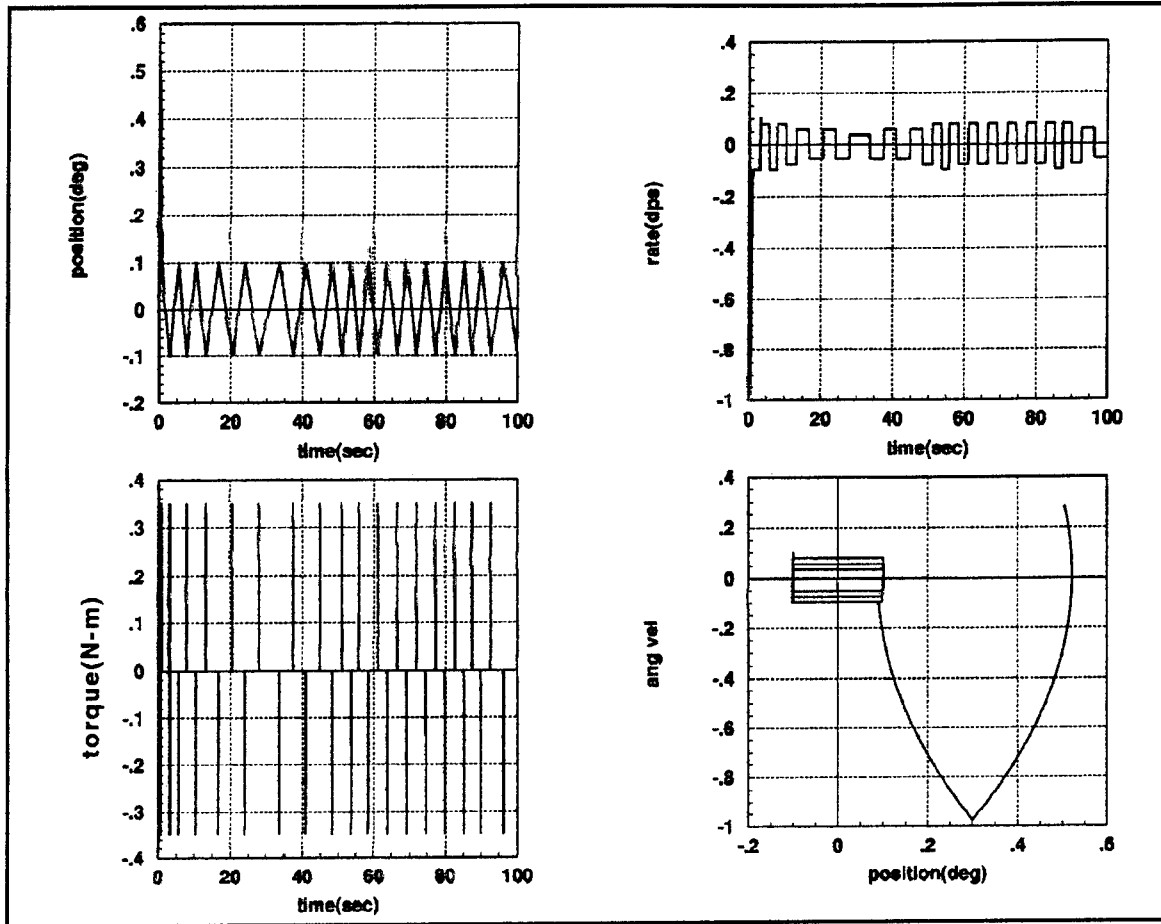 .6
.5
.4
.3
.2
.1
0
-.1
-.2
position(deg)
0 20 40 60 80 100
time(sec)
.4
.2
0
-.2
-.4
-.6
-.8
-1
rate(dps)
0 20 40 60 80 100
time(sec)
.4
.3
.2
.1
0
-.1
-.2
-.3
-.4
torque(N-m)
0 20 40 60 80 100
time(sec)
.4
.2
0
-.2
-.4
-.6
-.8
-1
ang vel
-.2 0 .2 .4 .6
position(deg)